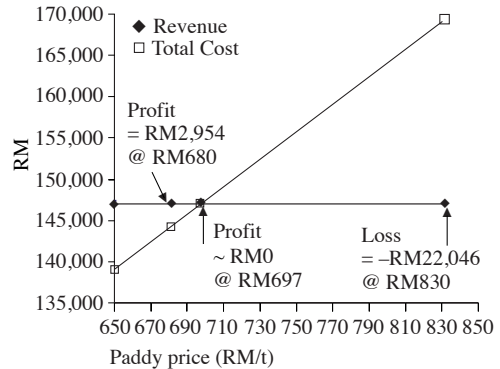 170,000
165,000
160,000
155,000
150,000
145,000
140,000
135,000
RM
◆ Revenue
□ Total Cost
Profit
= RM2,954
@ RM680
Profit
~ RM0
@ RM697
Loss
= –RM22,046
@ RM830
650 670 690 710 730 750 770 790 810 830 850
Paddy price (RM/t)